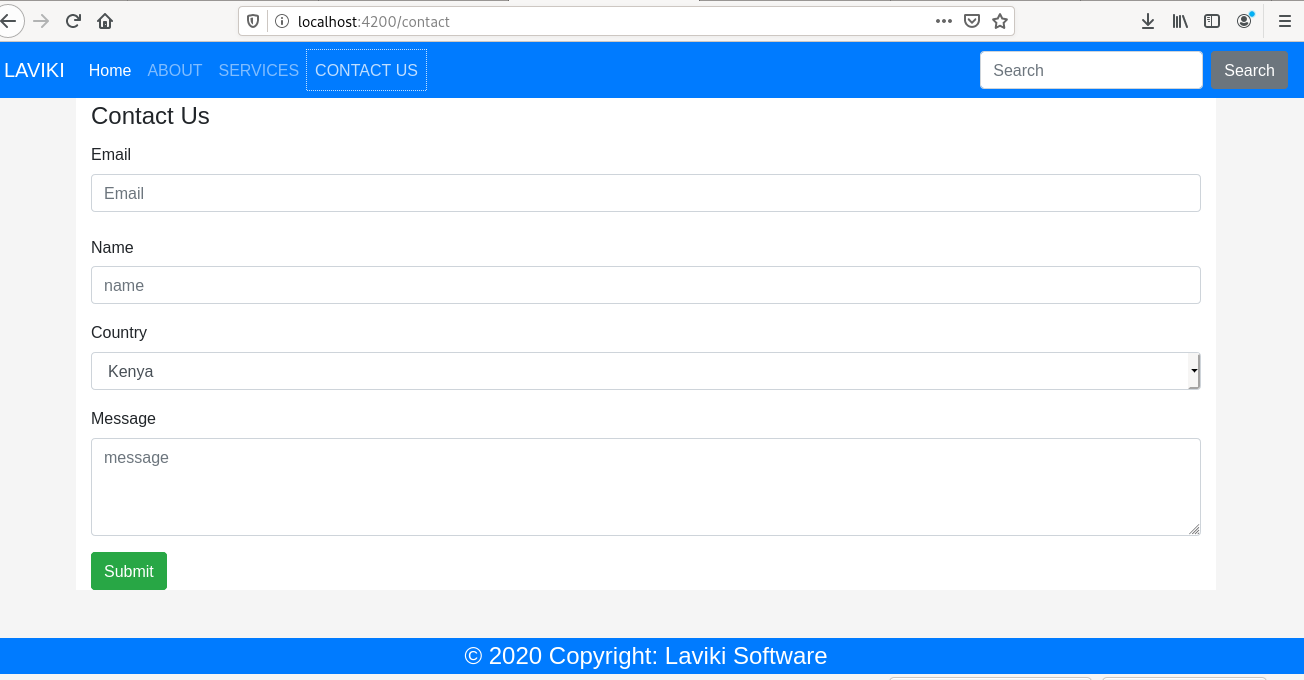 localhost:4200/contact
LAVIKI Home ABOUT SERVICES CONTACT US Search Search
Contact Us
Email
Email
Name
name
Country
Kenya
Message
message
Submit
© 2020 Copyright: Laviki Software